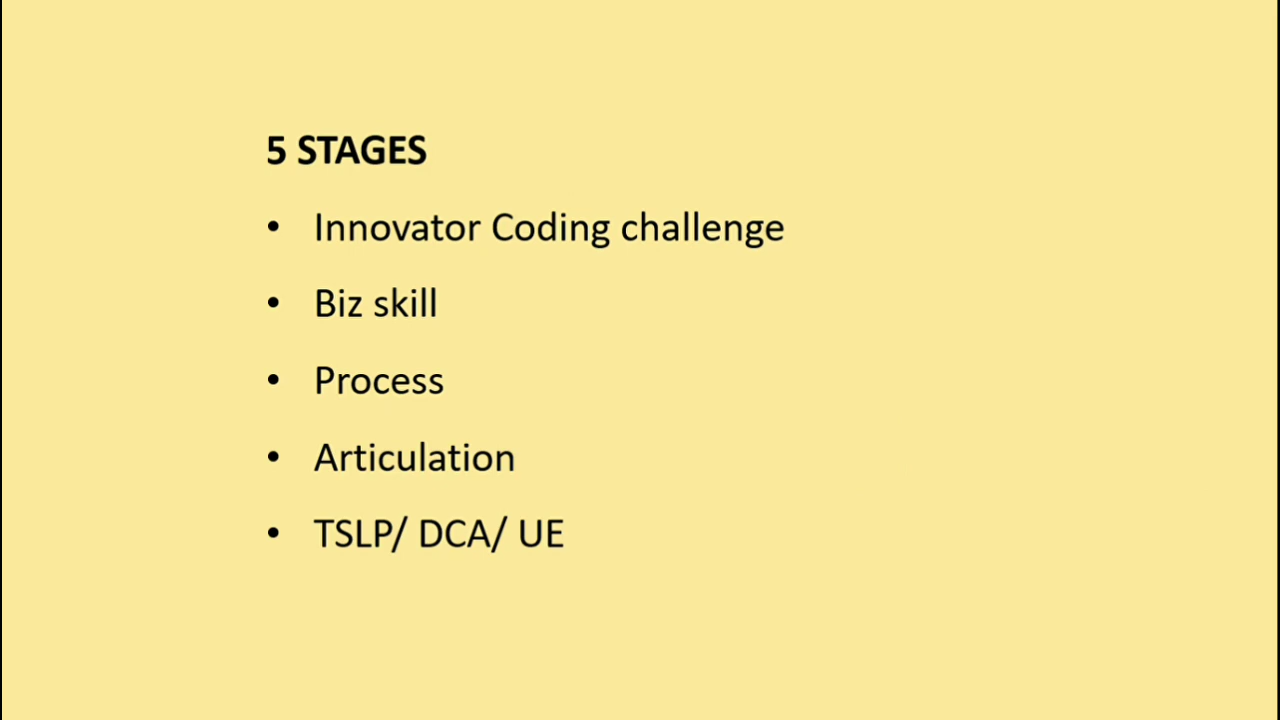 5 STAGES
• Innovator Coding challenge
• Biz skill
• Process
• Articulation
• TSLP/ DCA/ UE